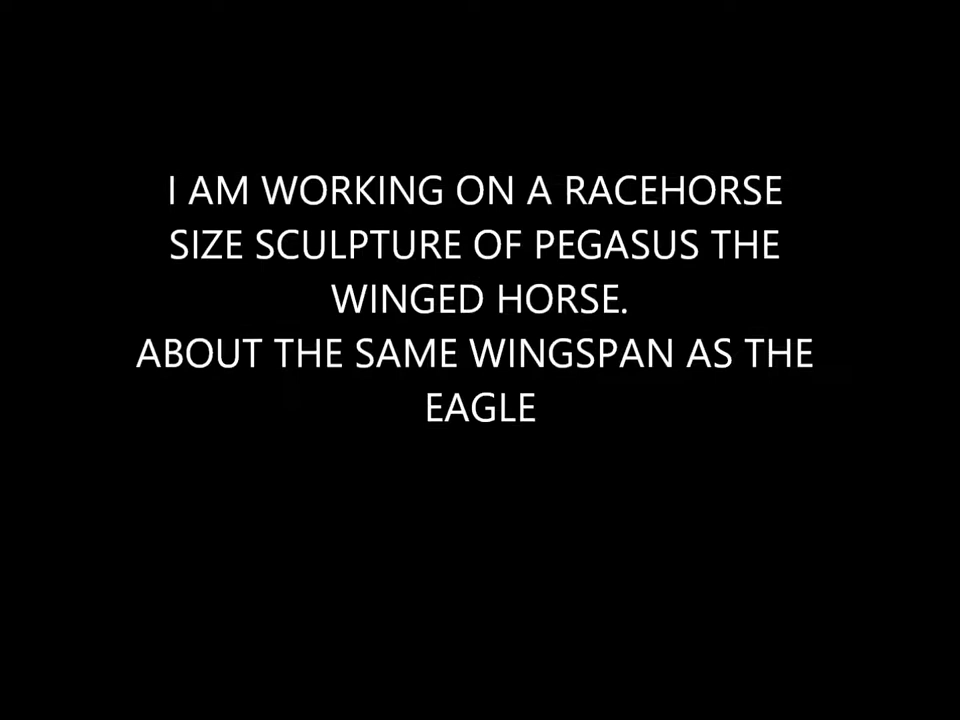 I AM WORKING ON A RACEHORSE
SIZE SCULPTURE OF PEGASUS THE
WINGED HORSE.
ABOUT THE SAME WINGSPAN AS THE
EAGLE